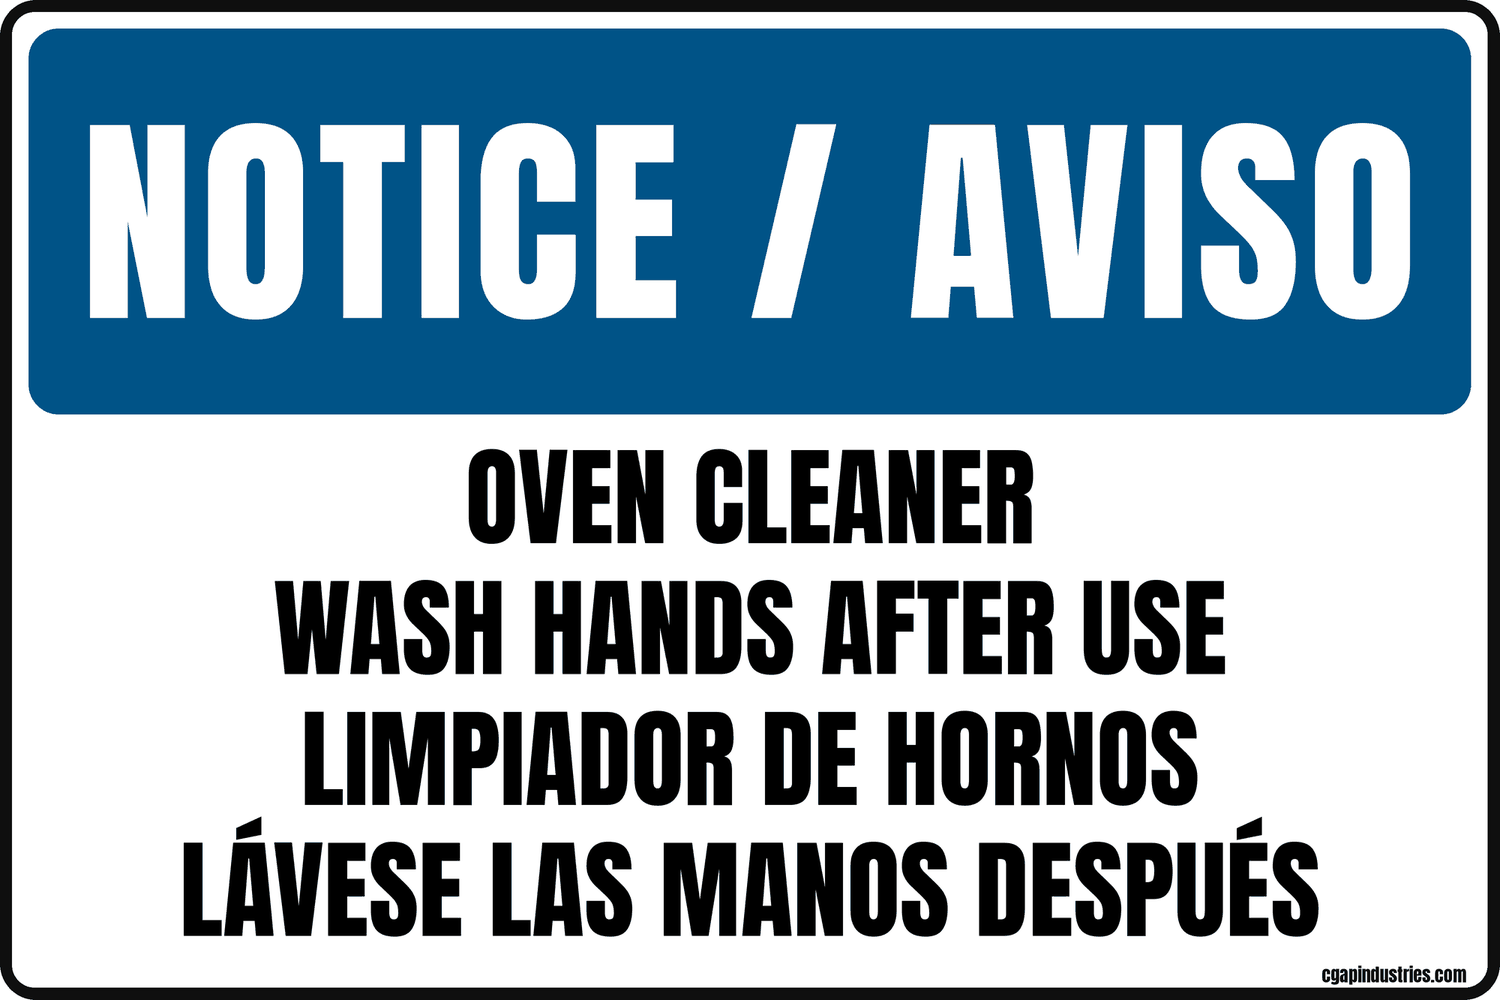 NOTICE / AVISO
OVEN CLEANER
WASH HANDS AFTER USE
LIMPIADOR DE HORNOS
LÁVESE LAS MANOS DESPUÉS
cgapindustries.com